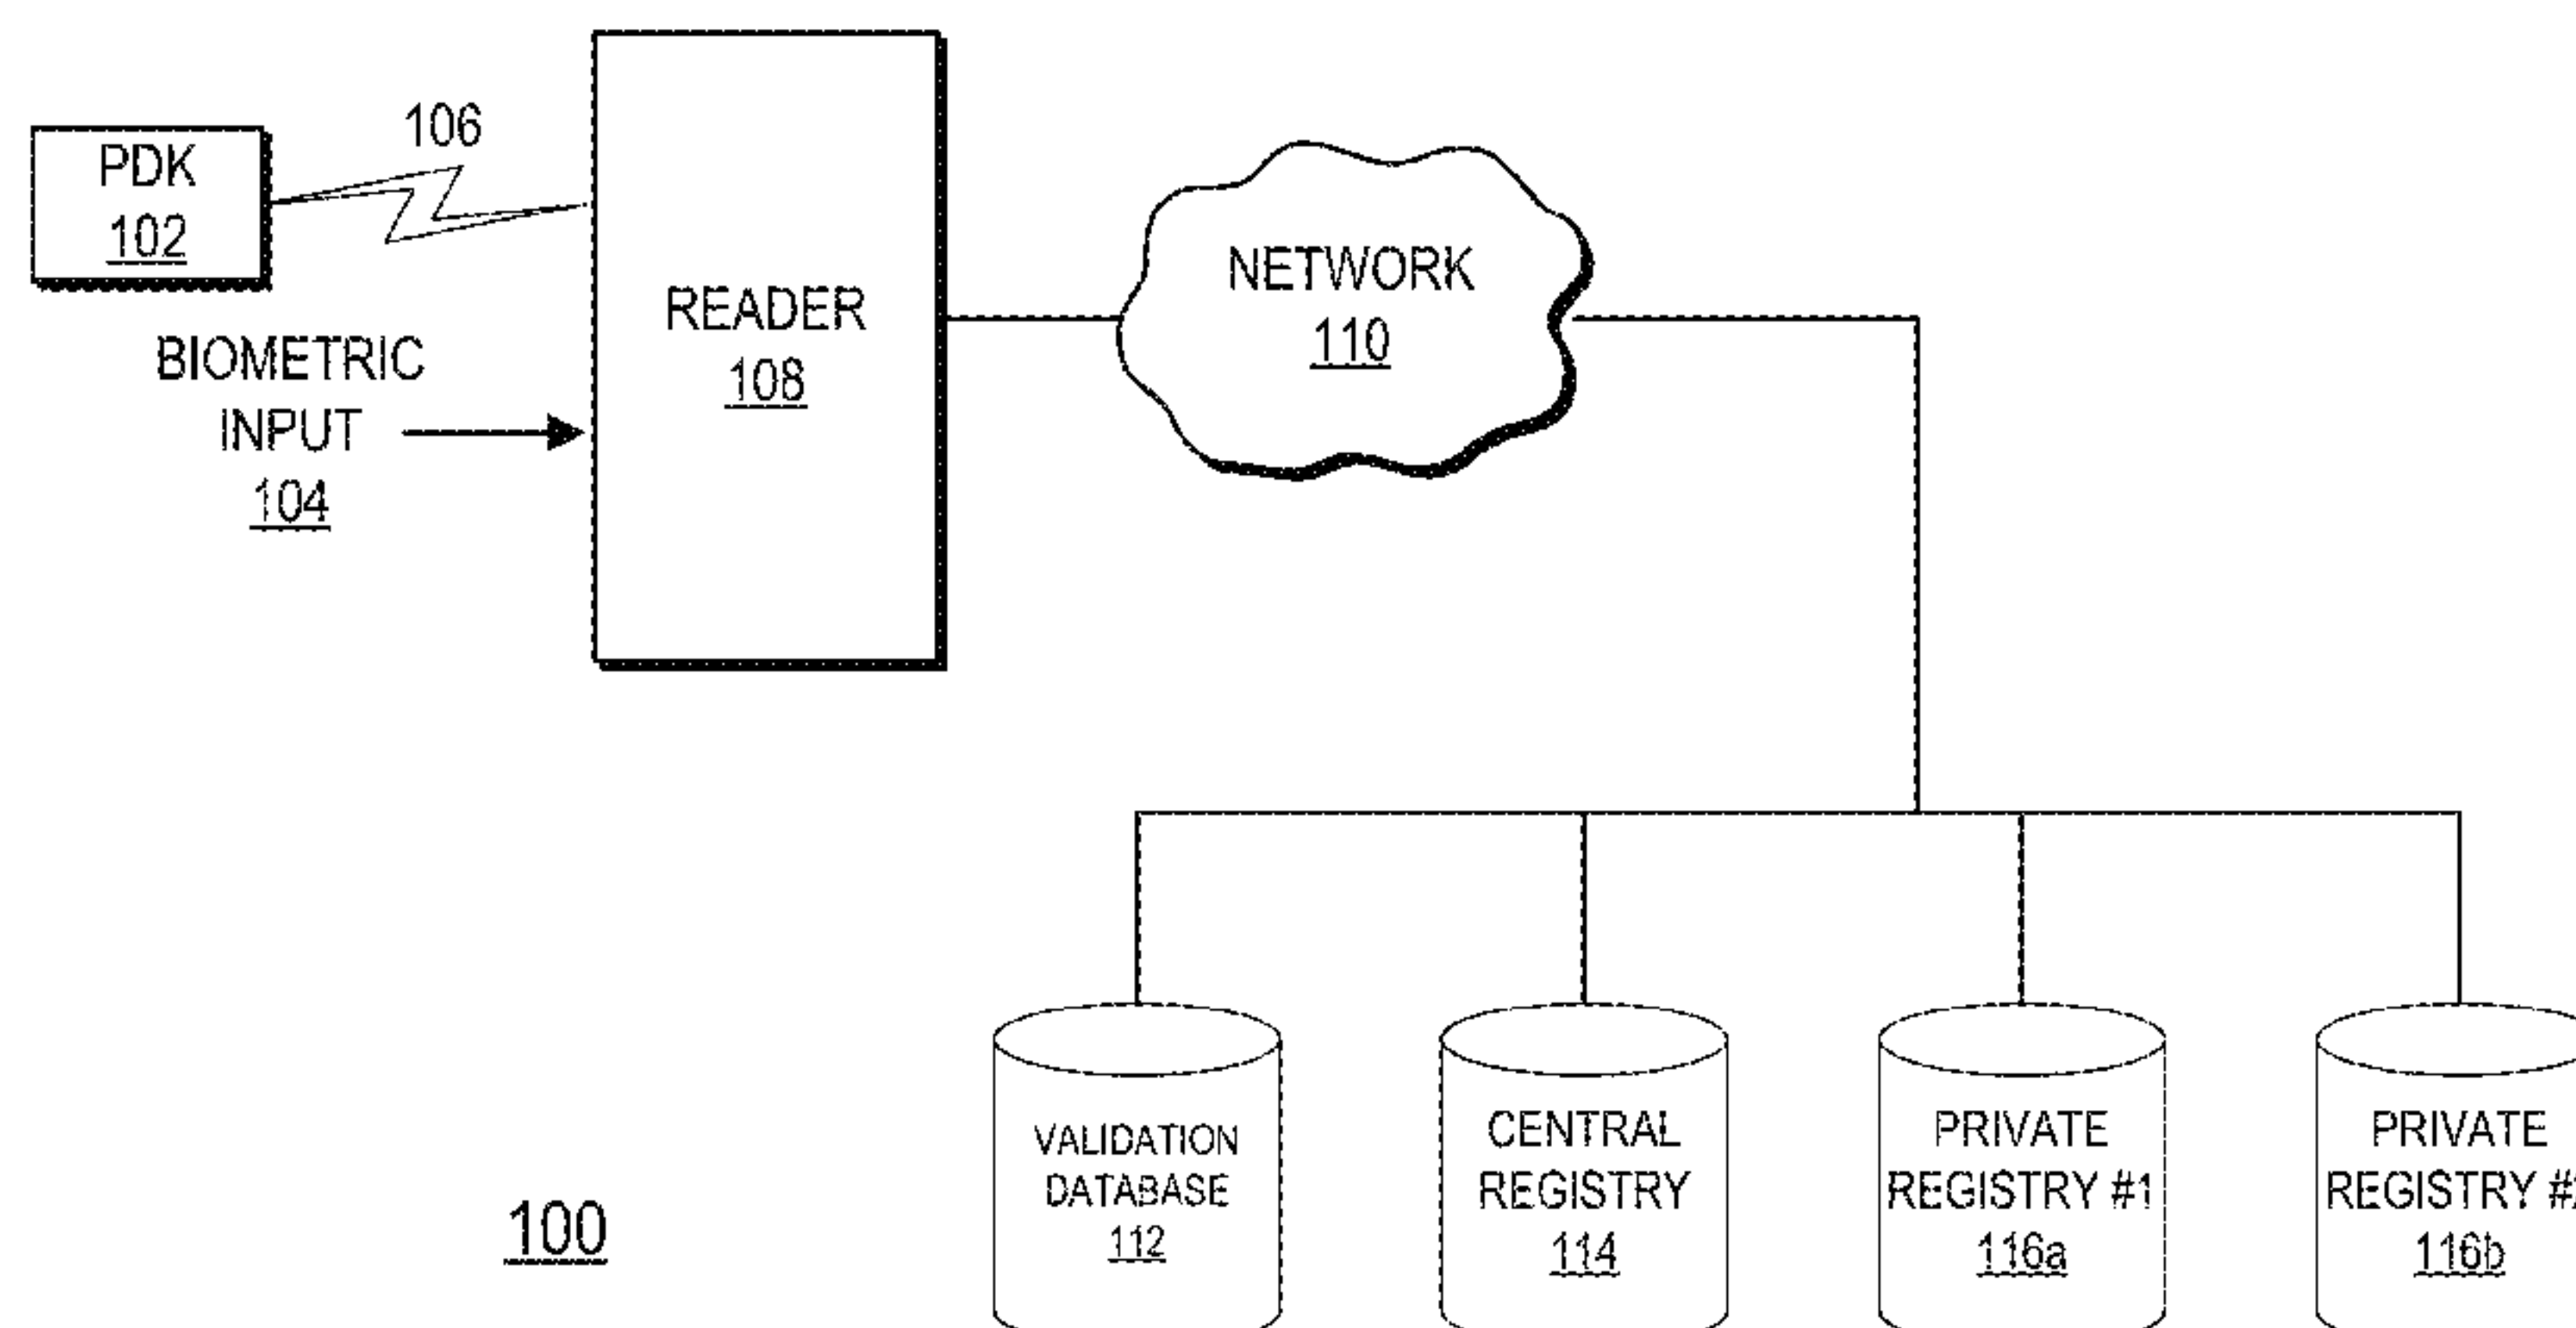 106
PDK
102
BIOMETRIC
INPUT
104
READER
108
NETWORK
110
VALIDATION
DATABASE
112
CENTRAL
REGISTRY
114
PRIVATE
REGISTRY #1
116a
PRIVATE
REGISTRY #2
116b
100